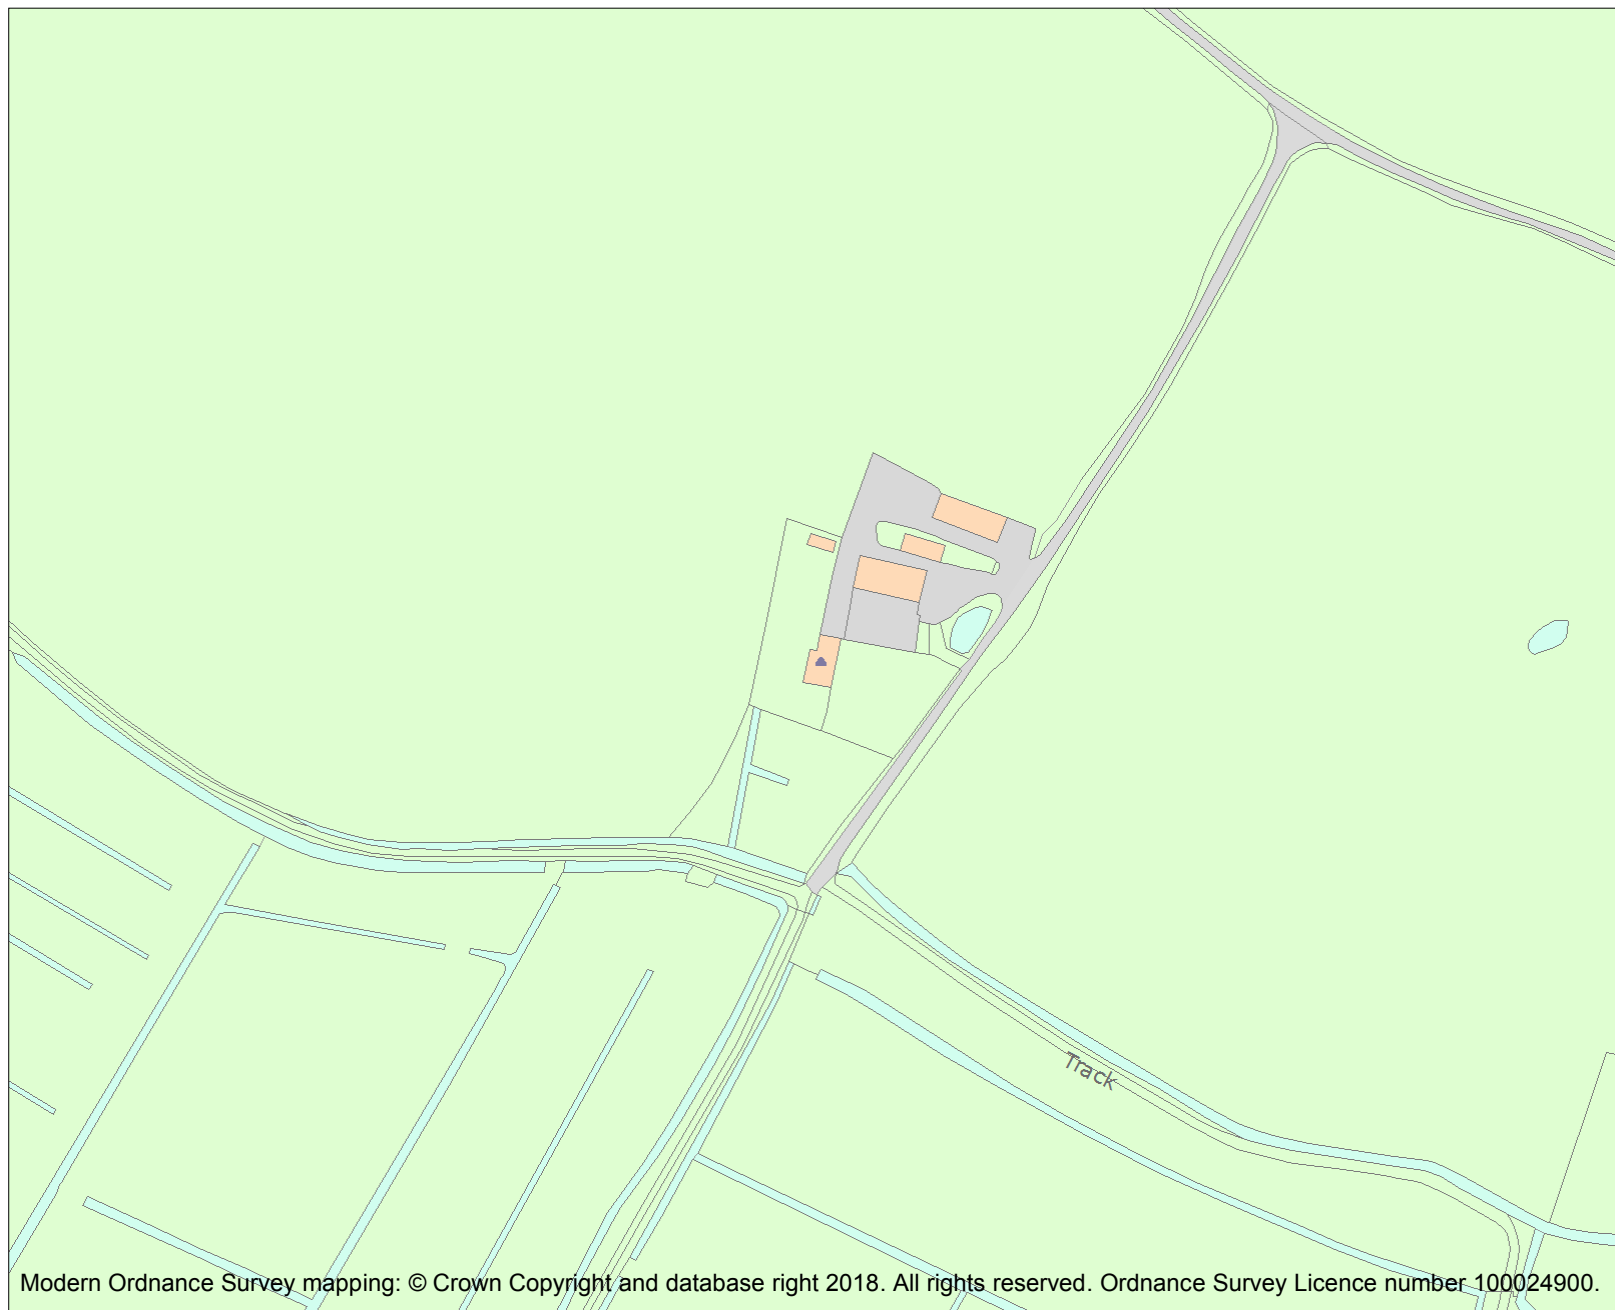 Track
Modern Ordnance Survey mapping: © Crown Copyright and database right 2018. All rights reserved. Ordnance Survey Licence number 100024900.